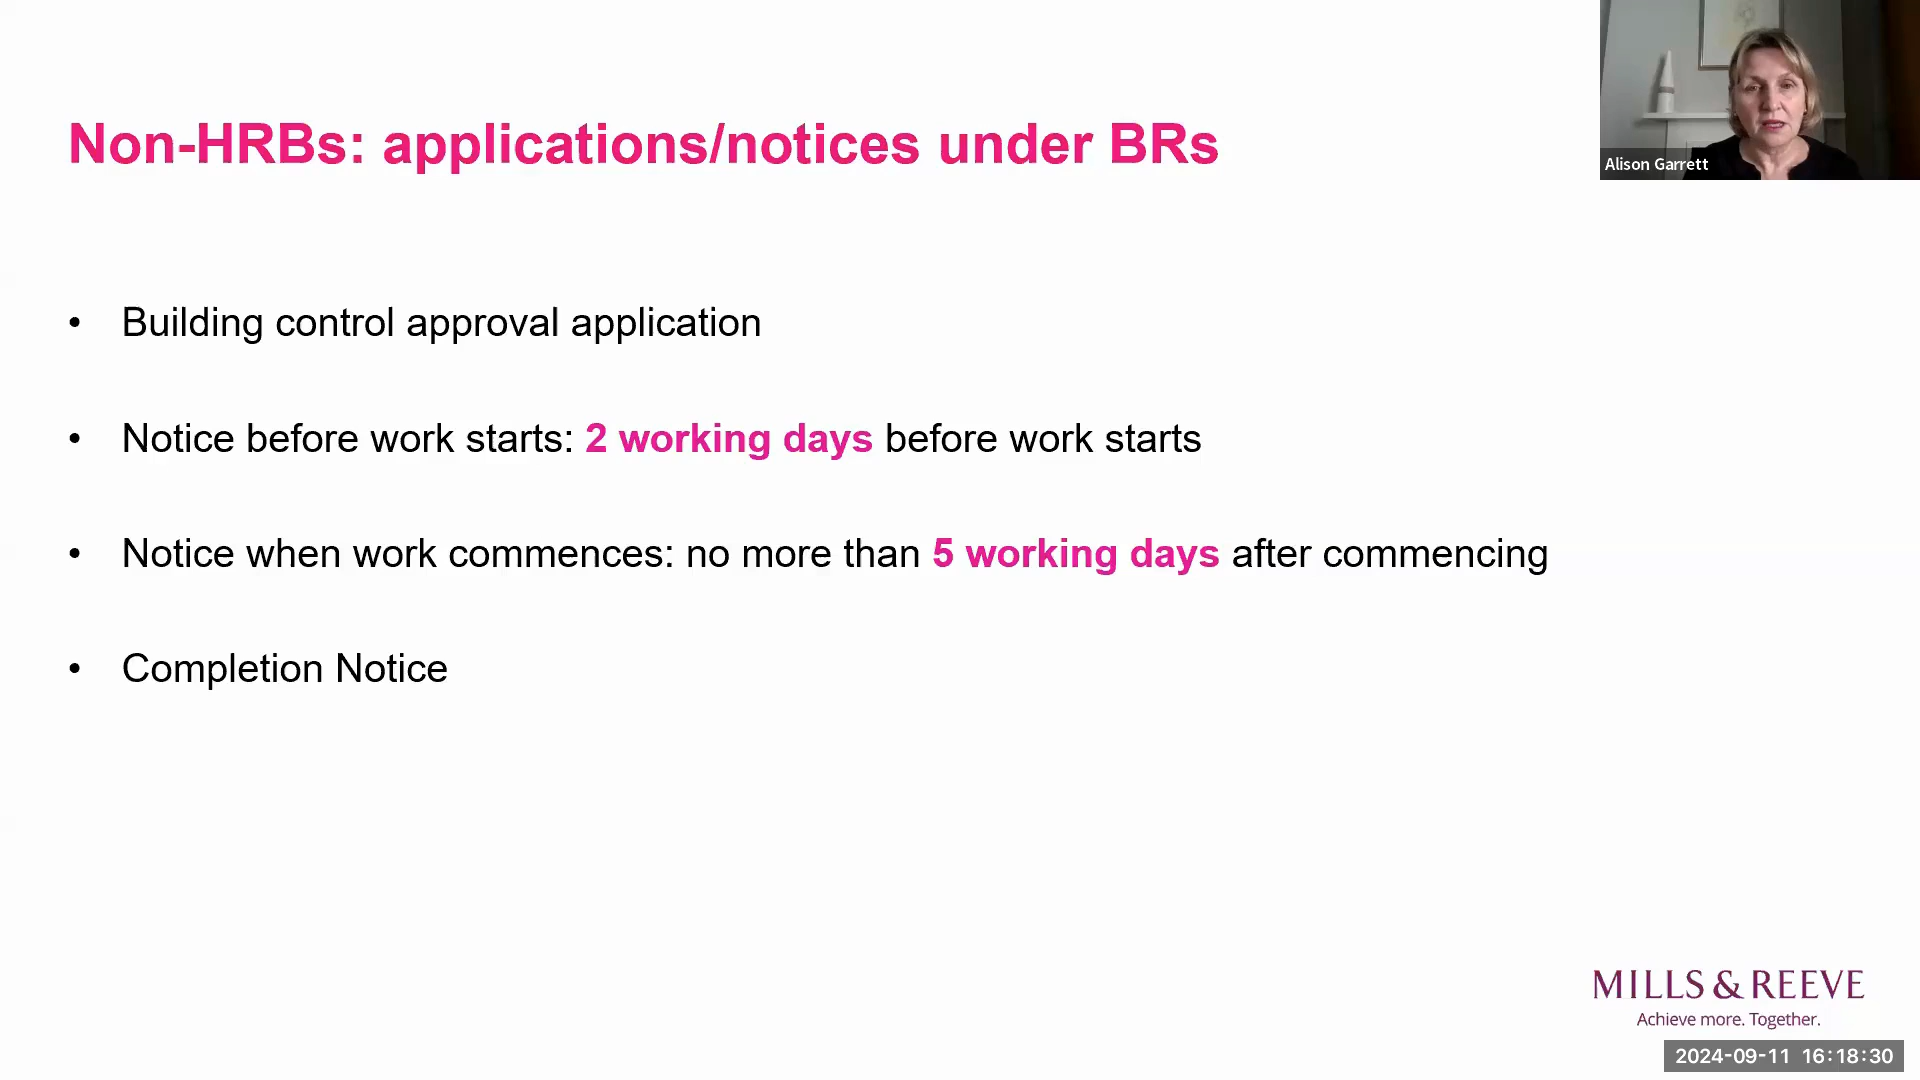 Non-HRBs: applications/notices under BRs
Alison Garrett
• Building control approval application
• Notice before work starts: 2 working days before work starts
• Notice when work commences: no more than 5 working days after commencing
• Completion Notice
MILLS & REEVE
Achieve more. Together.
2024-09-11 16:18:30